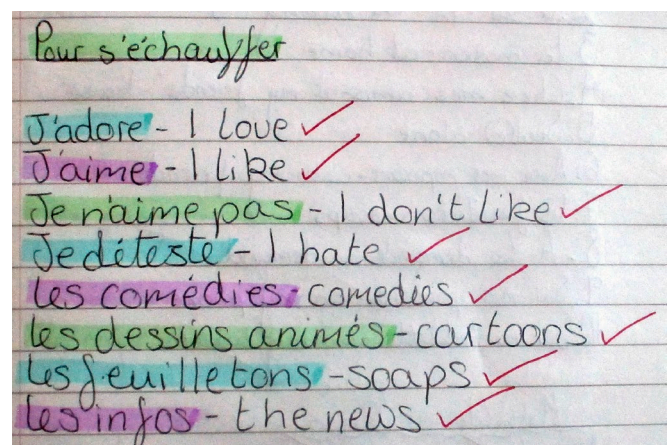 Pour s'échauffer
J'adore - I love
J'aime - I like
Je n'aime pas - I don't like
Je déteste - I hate
les comédies - comedies
les dessins animés - cartoons
les feuilletons - soaps
les infos - the news